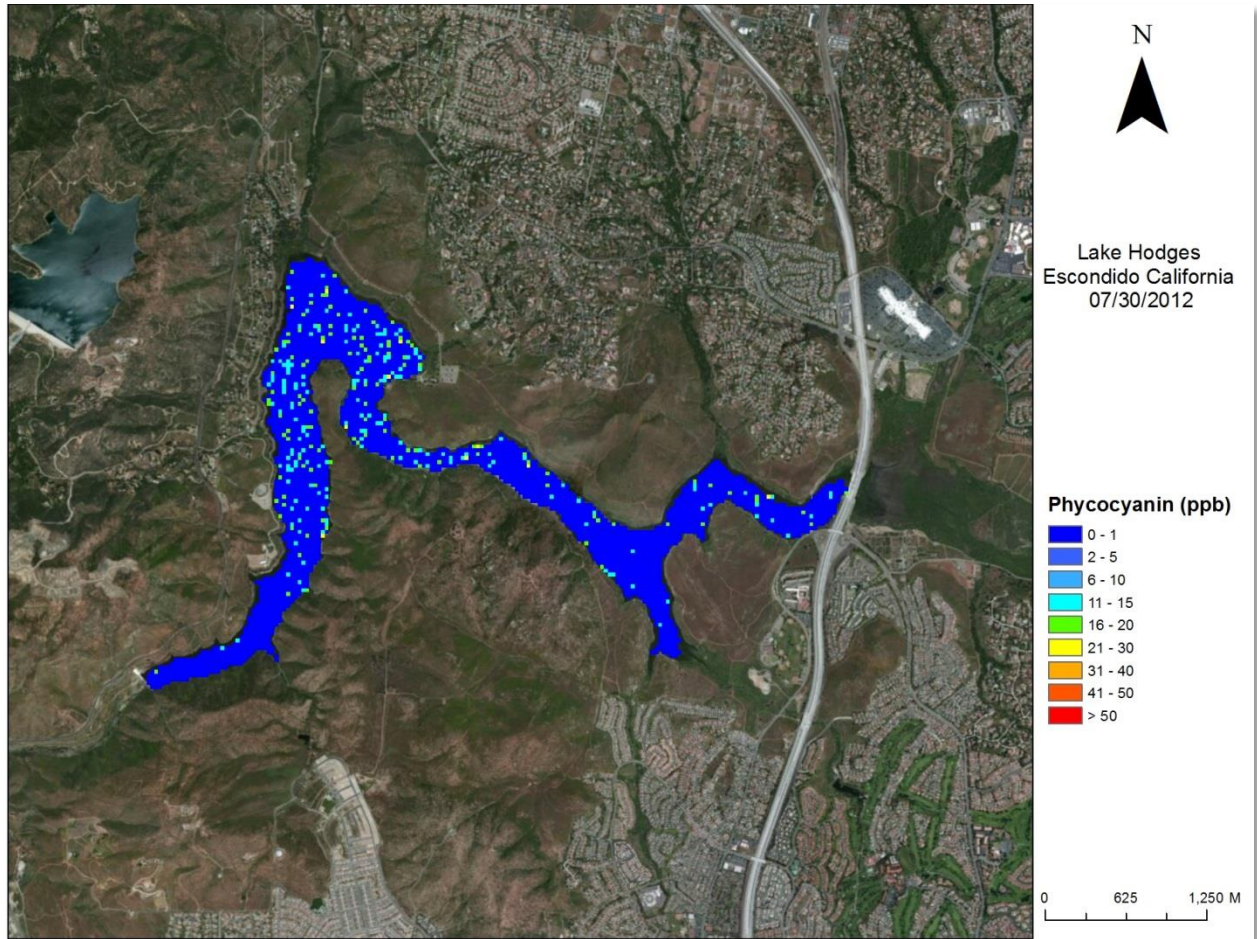 N
Lake Hodges
Escondido California
07/30/2012
Phycocyanin (ppb)
0 - 1
2 - 5
6 - 10
11 - 15
16 - 20
21 - 30
31 - 40
41 - 50
> 50
0 625 1,250 M